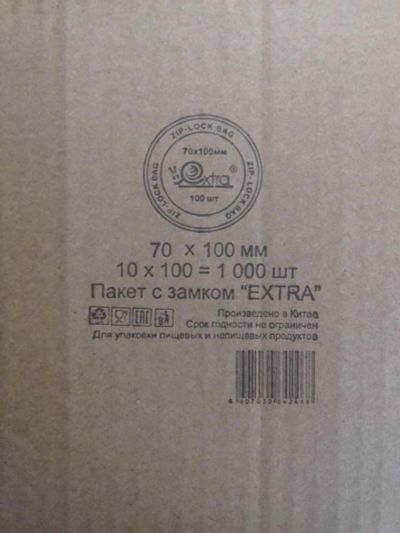 ZIP-LOCK BAG
ZIP-LOCK BAG
ZIP-LOCK BAG
70x100мм
Extra®
100 шт
70 x 100 мм
10 x 100 = 1 000 шт
Пакет с замком “EXTRA”
Произведено в Китае
Срок годности не ограничен
EAC
Для упаковки пищевых и непищевых продуктов